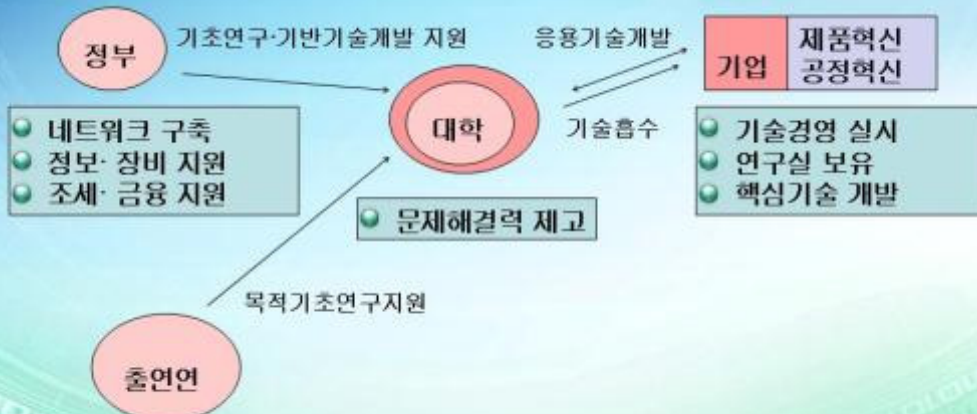 정부
기초연구·기반기술개발 지원
응용기술개발
기업
제품혁신
공정혁신
대학
기술흡수
네트워크 구축
정보· 장비 지원
조세· 금융 지원
기술경영 실시
연구실 보유
핵심기술 개발
문제해결력 제고
목적기초연구지원
출연연